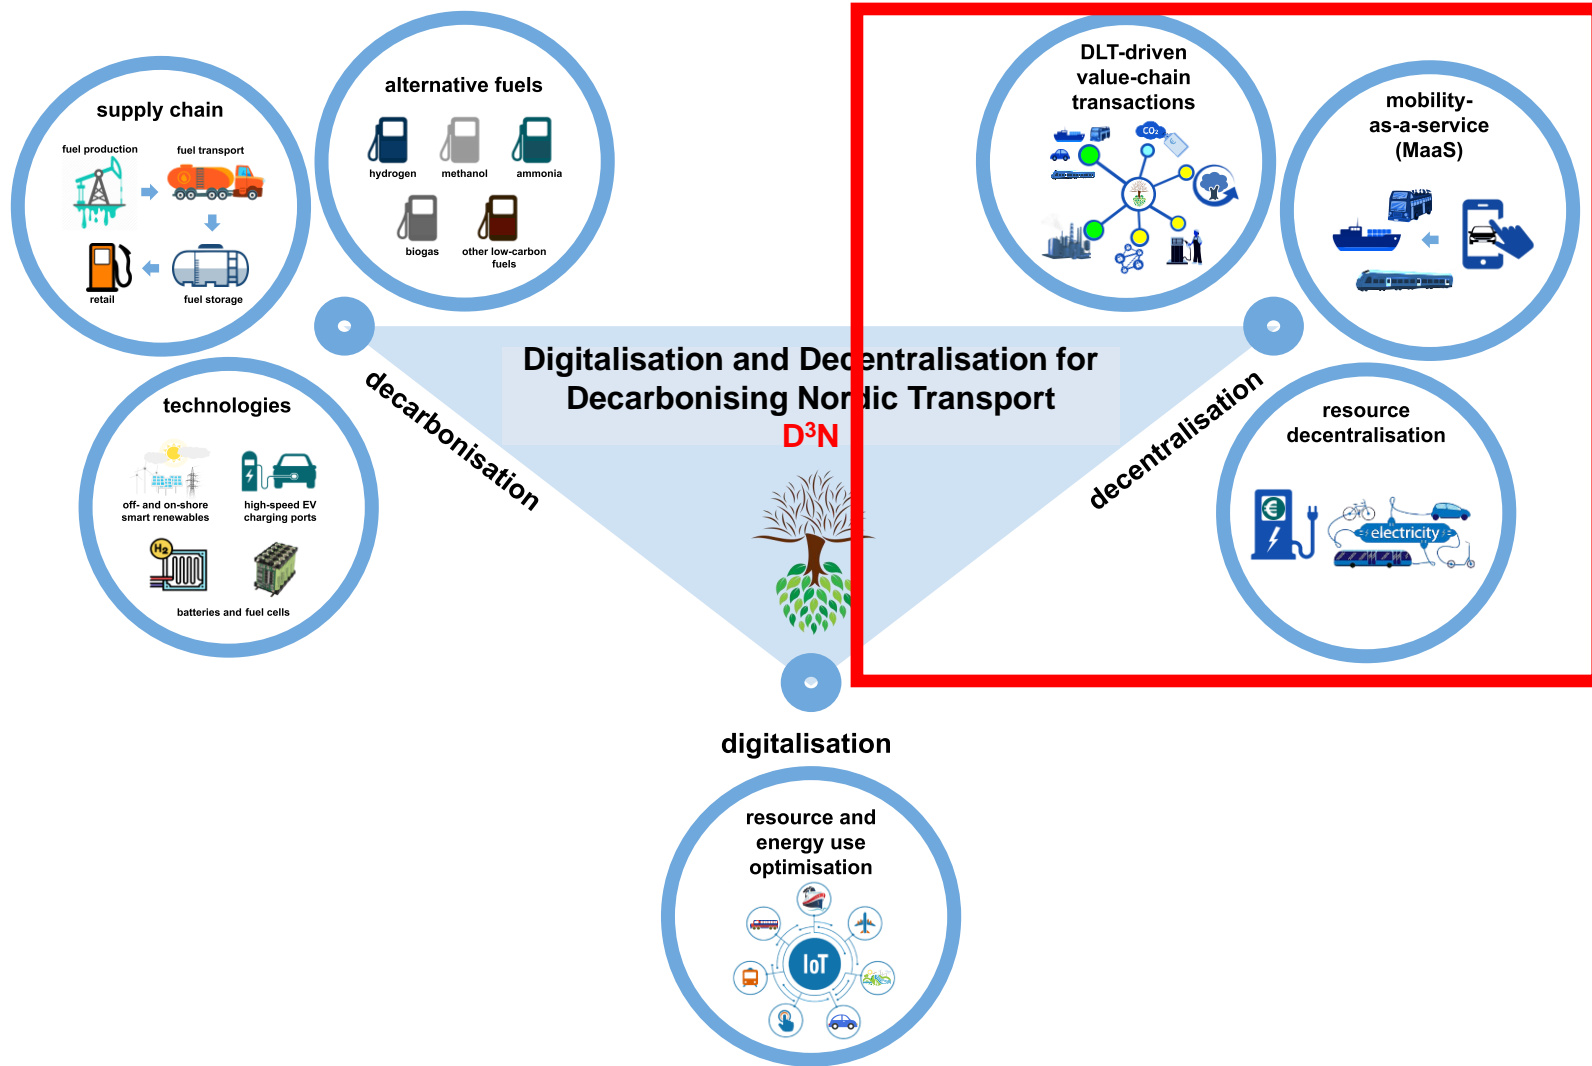 supply chain
fuel production
fuel transport
retail
fuel storage
alternative fuels
hydrogen
methanol
ammonia
biogas
other low-carbon
fuels
technologies
off- and on-shore
smart renewables
high-speed EV
charging ports
H2
batteries and fuel cells
decarbonisation
Digitalisation and Decentralisation for
Decarbonising Nordic Transport
D³N
decentralisation
DLT-driven
value-chain
transactions
CO₂
mobility-
as-a-service
(MaaS)
resource
decentralisation
€
electricity
digitalisation
resource and
energy use
optimisation
IoT